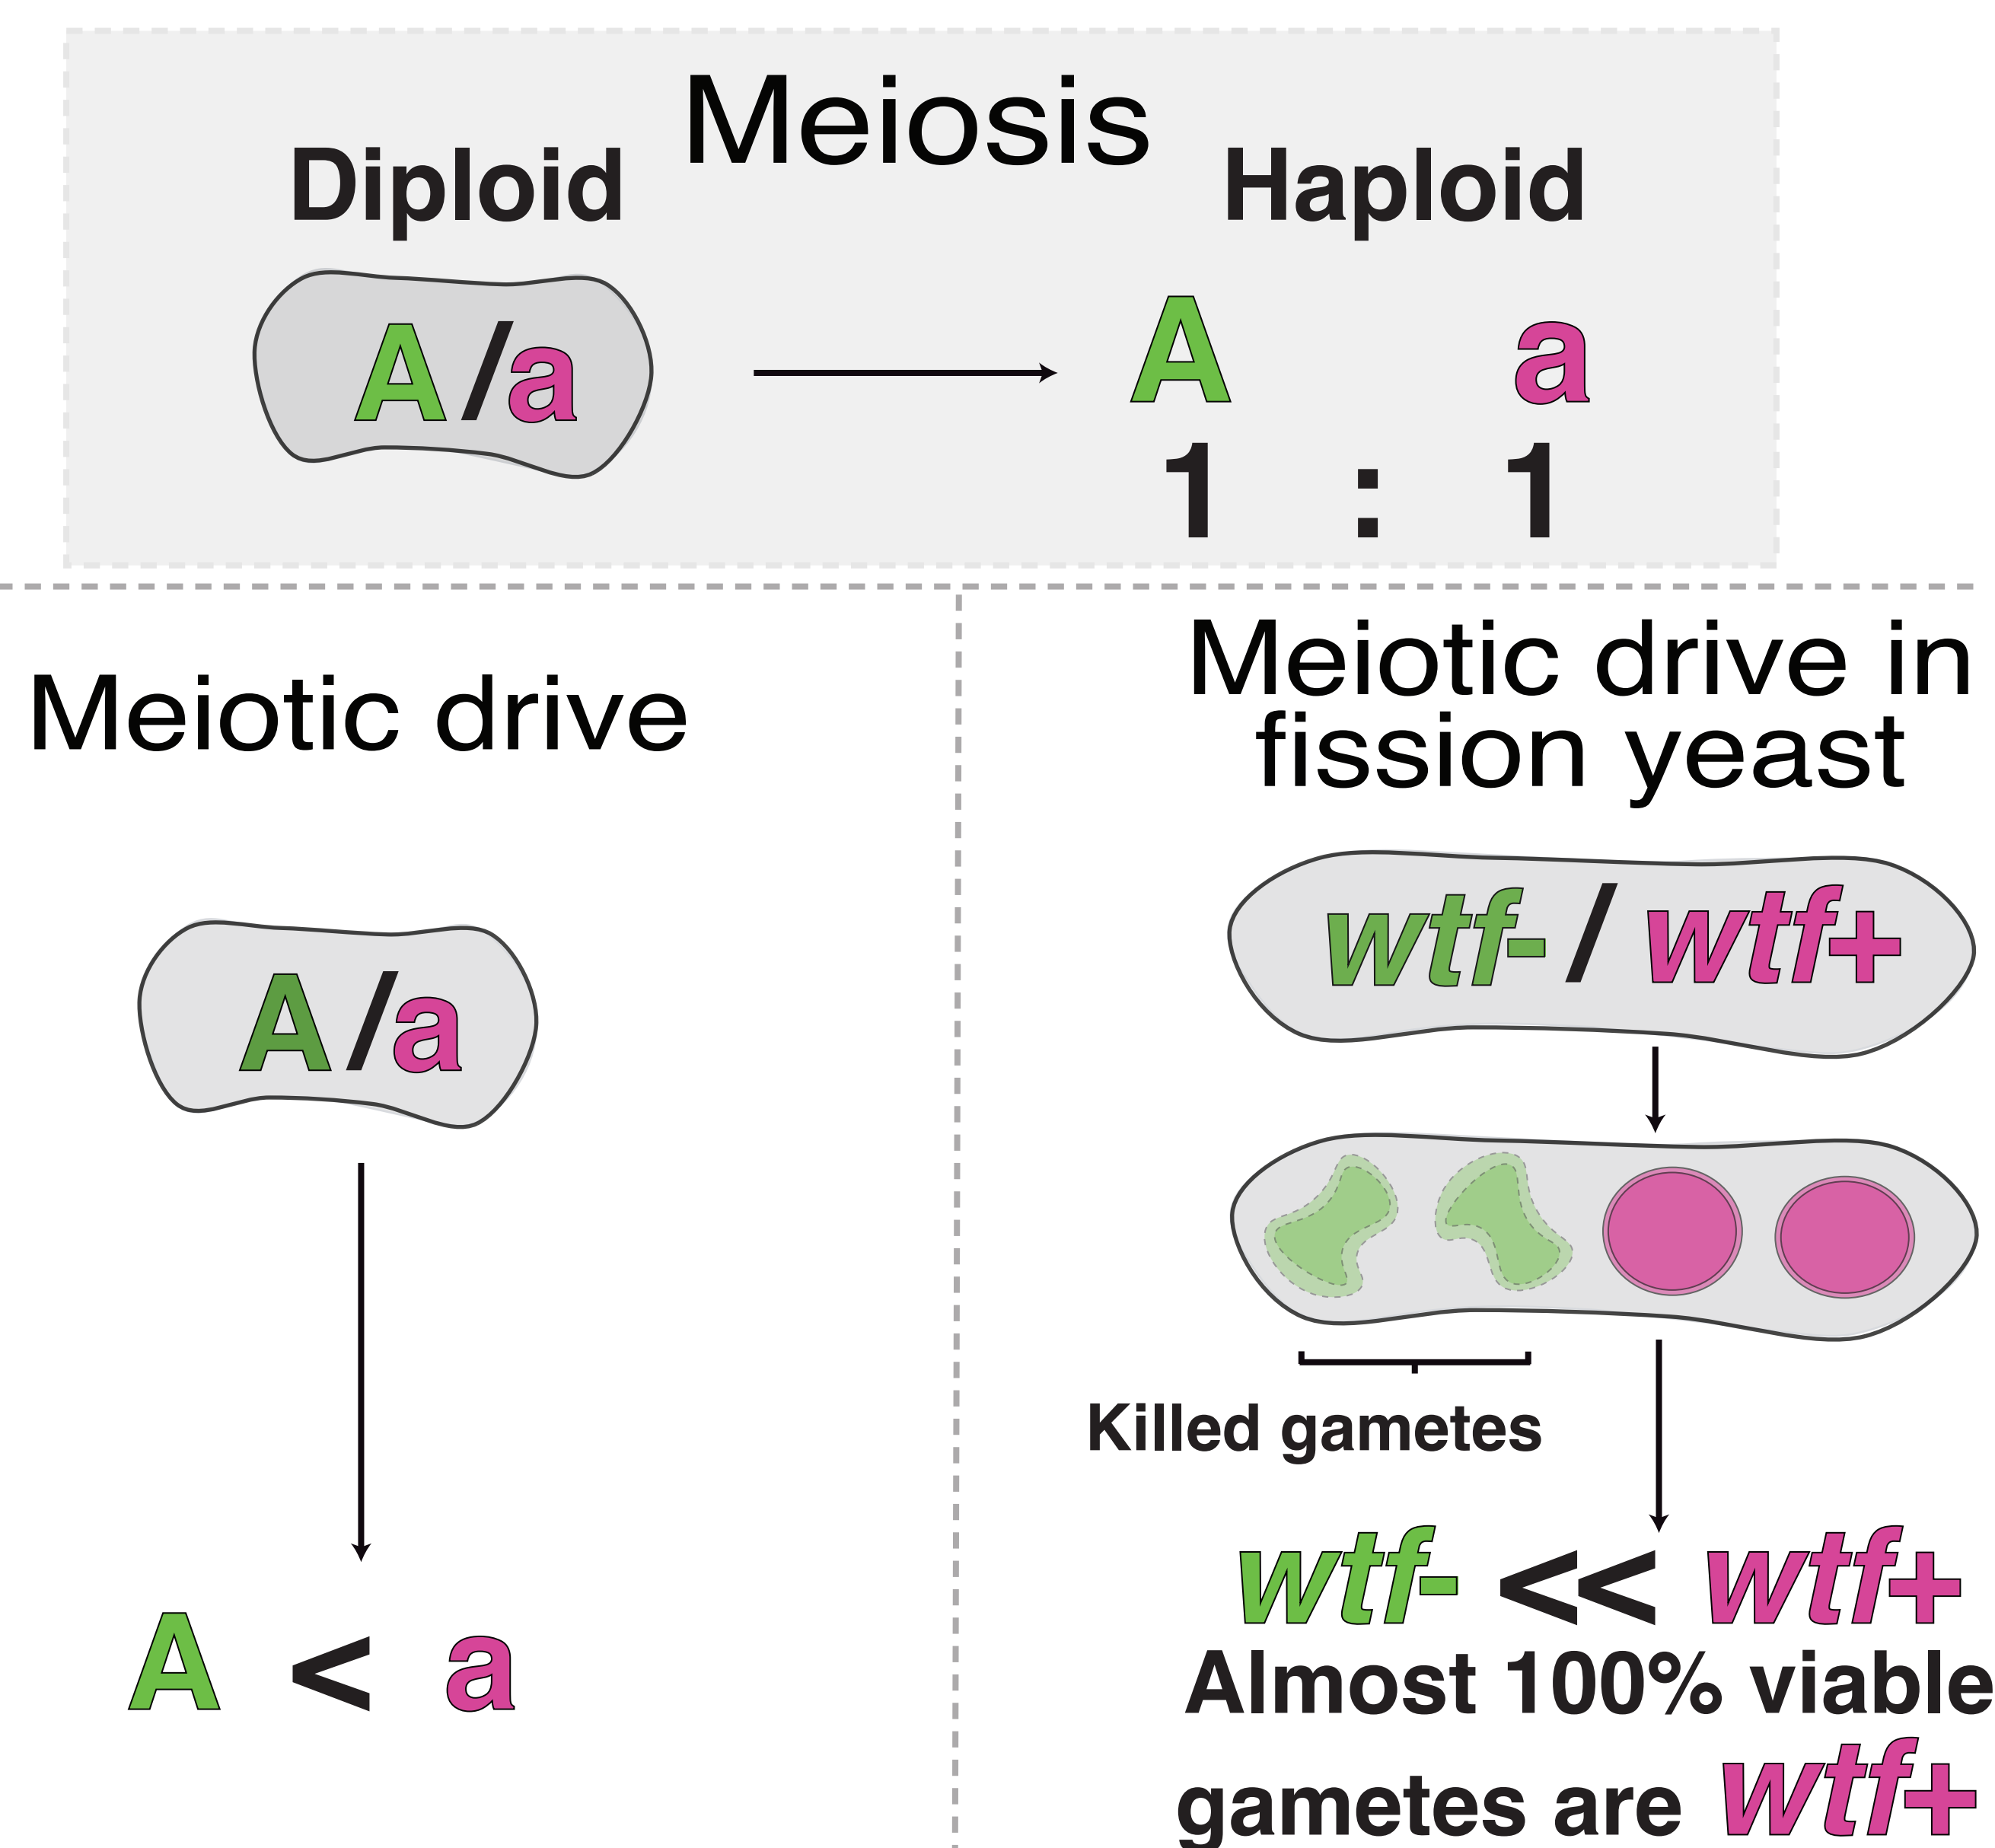 Meiosis
Diploid
Haploid
A/a
A a
1 : 1
Meiotic drive
A/a
A < a
Meiotic drive in
fission yeast
wtf- / wtf+
Killed gametes
wtf- << wtf+
Almost 100% viable
gametes are wtf+